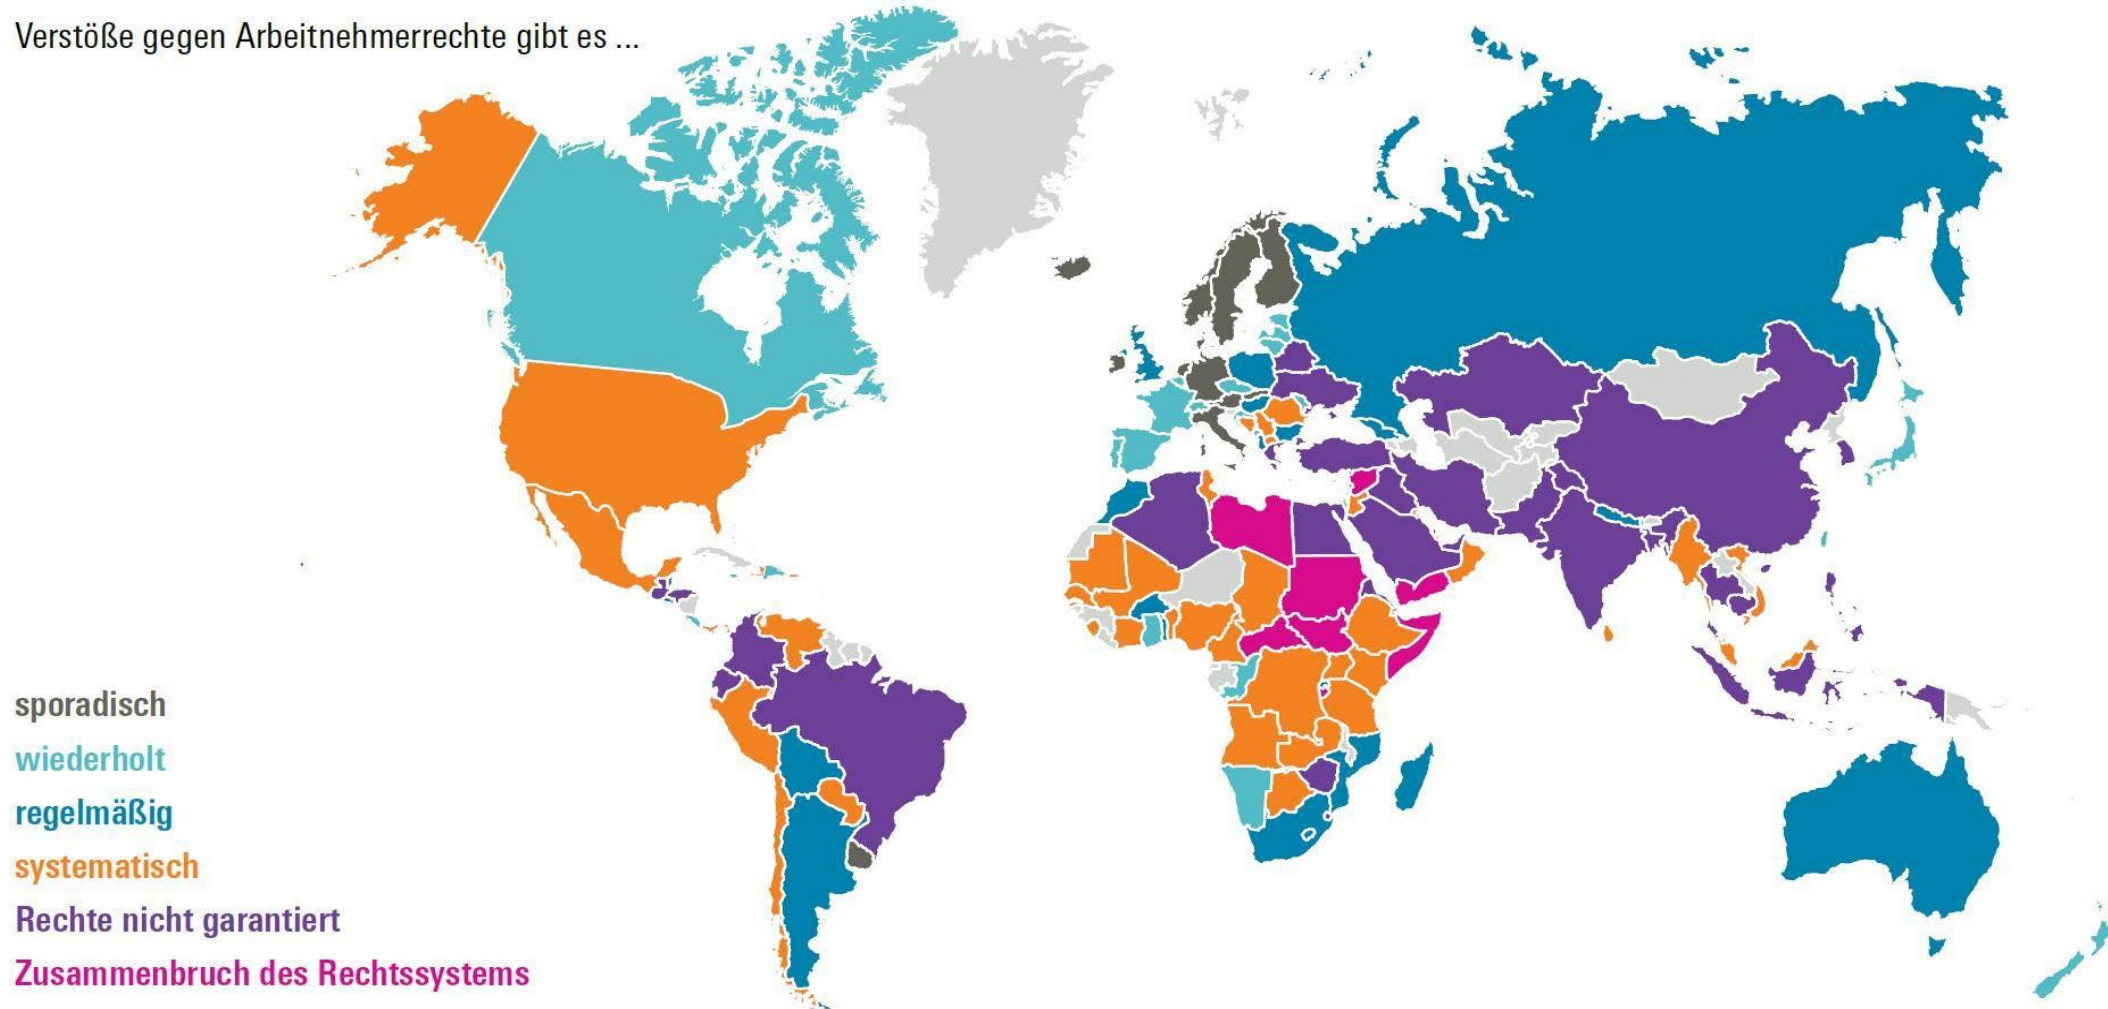 Verstöße gegen Arbeitnehmerrechte gibt es ...
sporadisch
wiederholt
regelmäßig
systematisch
Rechte nicht garantiert
Zusammenbruch des Rechtssystems